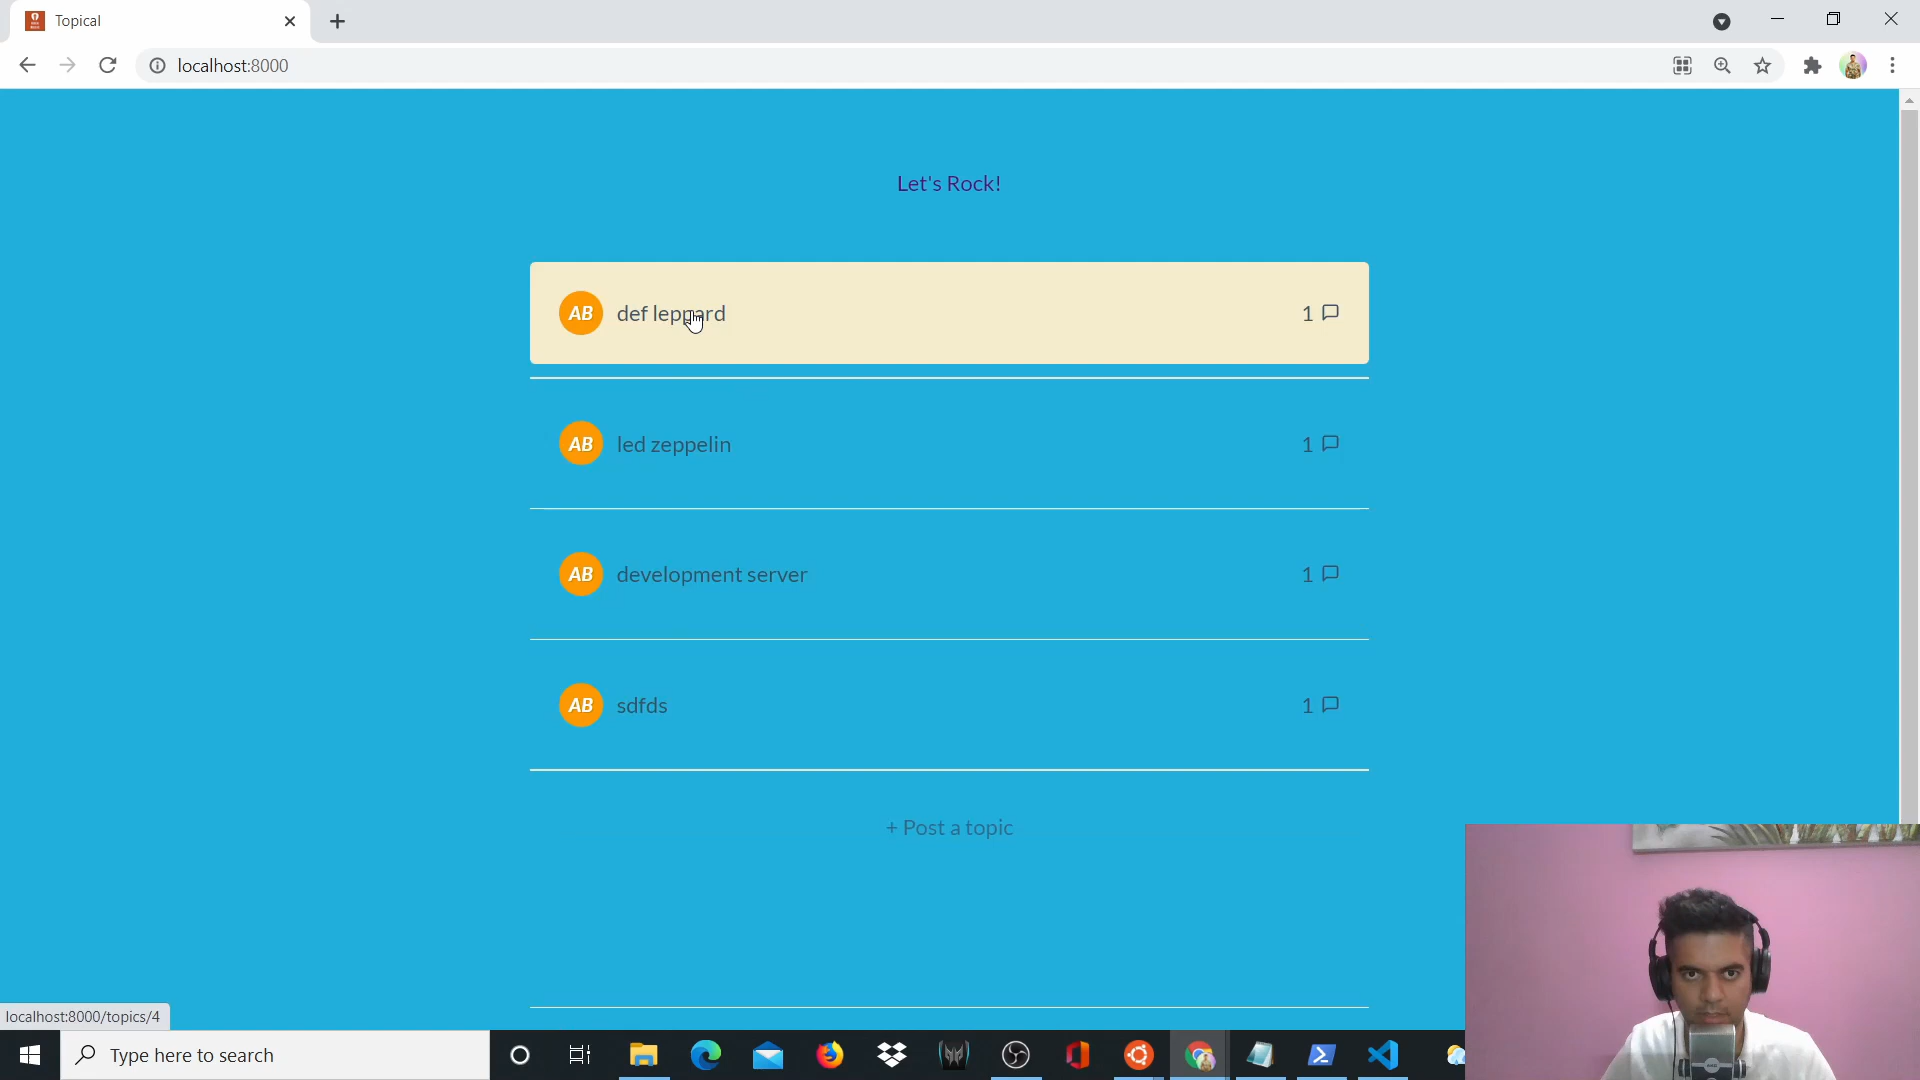 Topical
localhost:8000
Let's Rock!
AB def leppard 1
AB led zeppelin 1
AB development server 1
AB sdfds 1
+ Post a topic
localhost:8000/topics/4
Type here to search